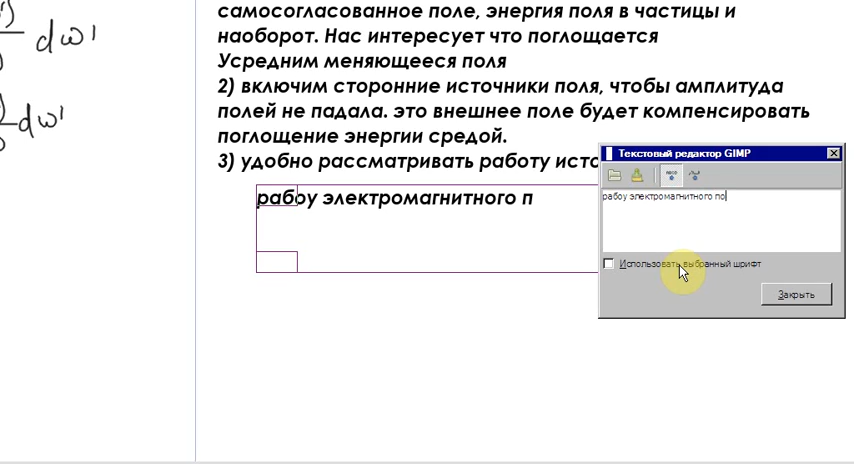 dω'
dω'
самосогласованное поле, энергия поля в частицы и
наоборот. Нас интересует что поглощается
Усредним меняющееся поля
2) включим сторонние источники поля, чтобы амплитуда
полей не падала. это внешнее поле будет компенсировать
поглощение энергии средой.
3) удобно рассматривать работу исто
рабоу электромагнитного п
Текстовый редактор GIMP
рабоу электромагнитного по
Использовать выбранный шрифт
Закрыть